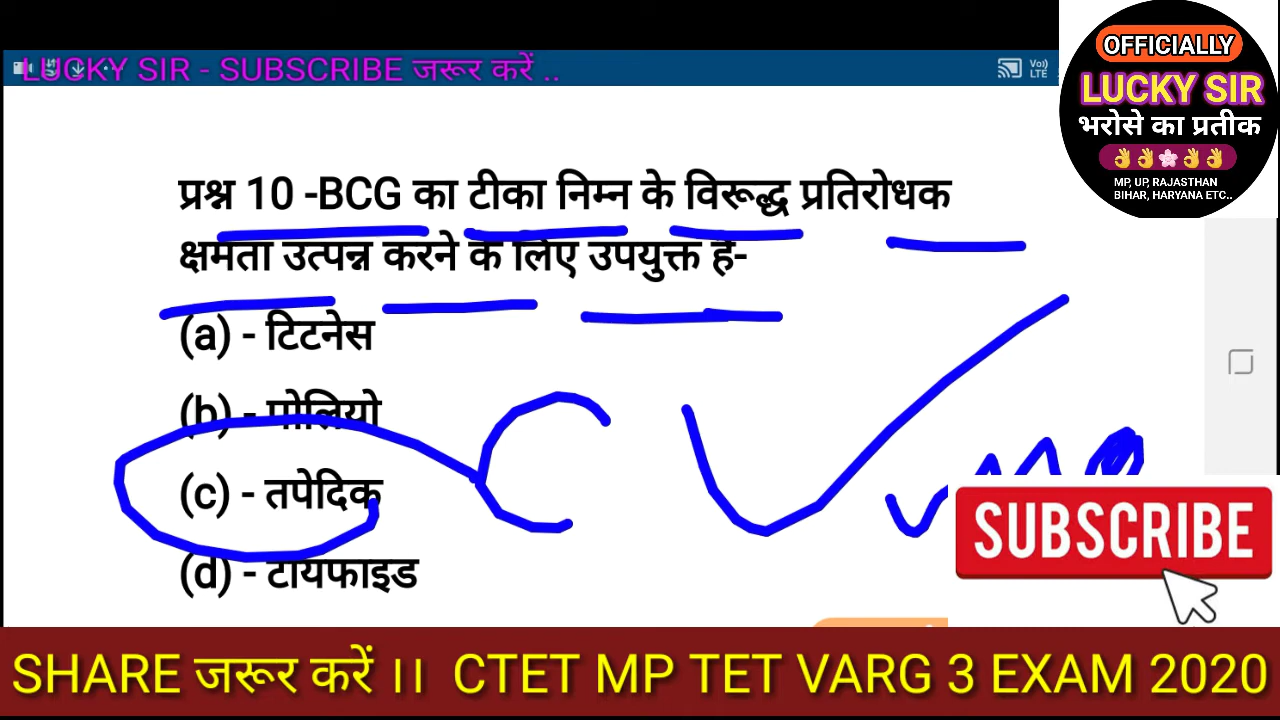 LUCKY SIR - SUBSCRIBE जरूर करें ..
Vo))
LTE
OFFICIALLY
LUCKY SIR
भरोसे का प्रतीक
MP, UP, RAJASTHAN
BIHAR, HARYANA ETC..
प्रश्न 10 -BCG का टीका निम्न के विरूद्ध प्रतिरोधक
क्षमता उत्पन्न करने के लिए उपयुक्त है-
(a) - टिटनेस
(b) - पोलियो
(c) - तपेदिक
C
(d) - टायफाइड
SUBSCRIBE
SHARE जरूर करें ।। CTET MP TET VARG 3 EXAM 2020